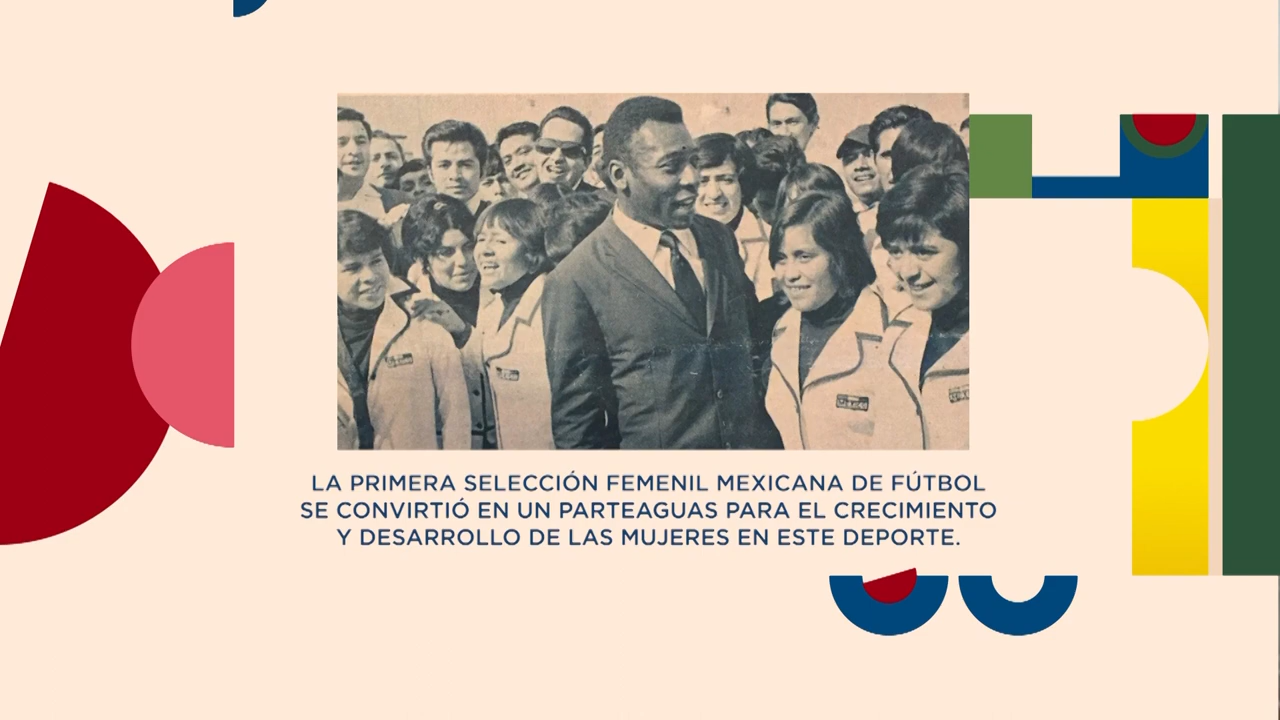 LA PRIMERA SELECCIÓN FEMENIL MEXICANA DE FÚTBOL
SE CONVIRTIÓ EN UN PARTEAGUAS PARA EL CRECIMIENTO
Y DESARROLLO DE LAS MUJERES EN ESTE DEPORTE.